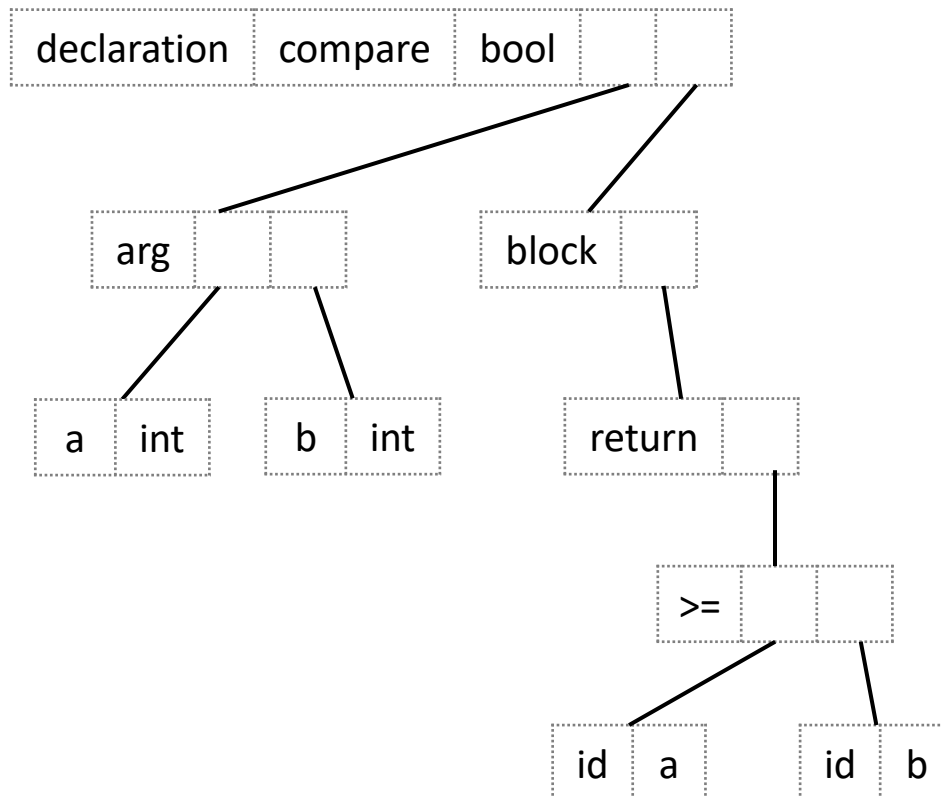 declaration compare bool
arg block
a int b int return
>=
id a id b